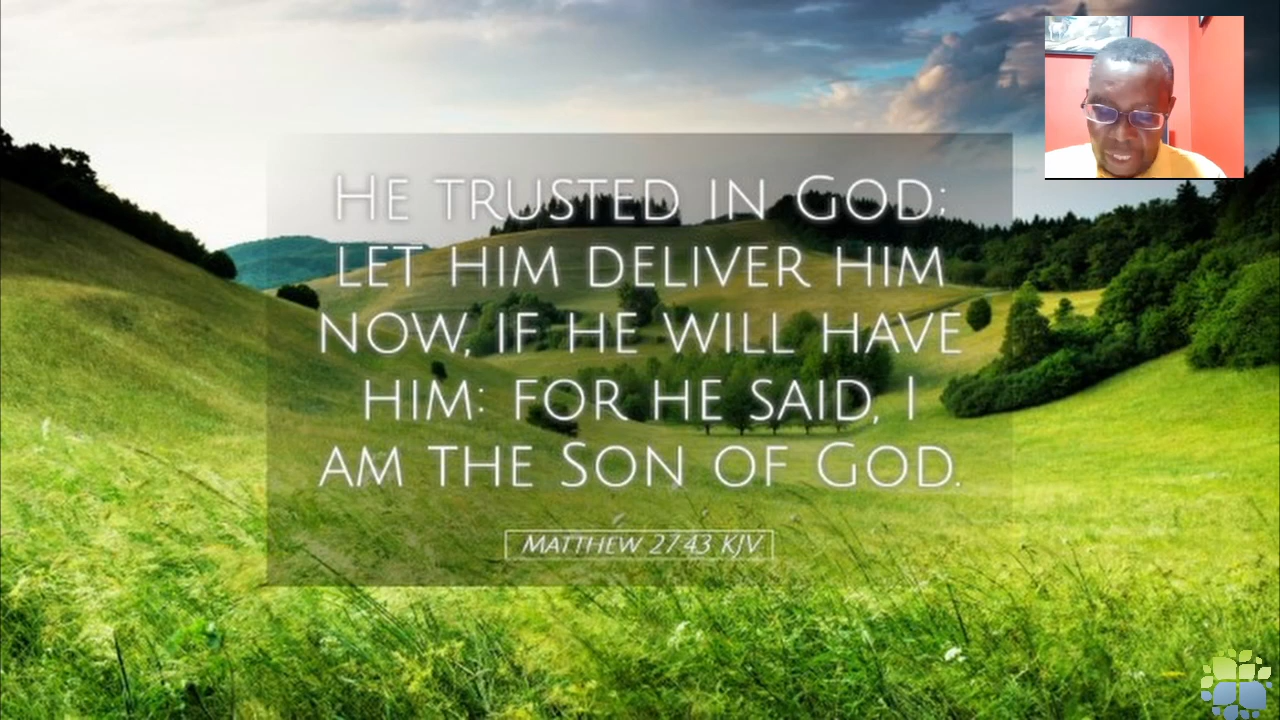 He trusted in God;
let him deliver him
now, if he will have
him: for he said, I
am the Son of God.
Matthew 27:43 KJV